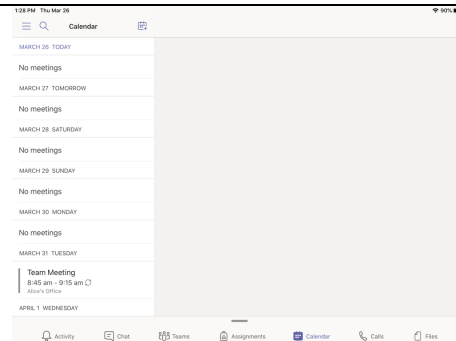 1:28 PM Thu Mar 26
90%
Calendar
MARCH 26 TODAY
No meetings
MARCH 27 TOMORROW
No meetings
MARCH 28 SATURDAY
No meetings
MARCH 29 SUNDAY
No meetings
MARCH 30 MONDAY
No meetings
MARCH 31 TUESDAY
Team Meeting
8:45 am - 9:15 am
Alice's Office
APRIL 1 WEDNESDAY
Activity
Chat
Teams
Assignments
Calendar
Calls
Files